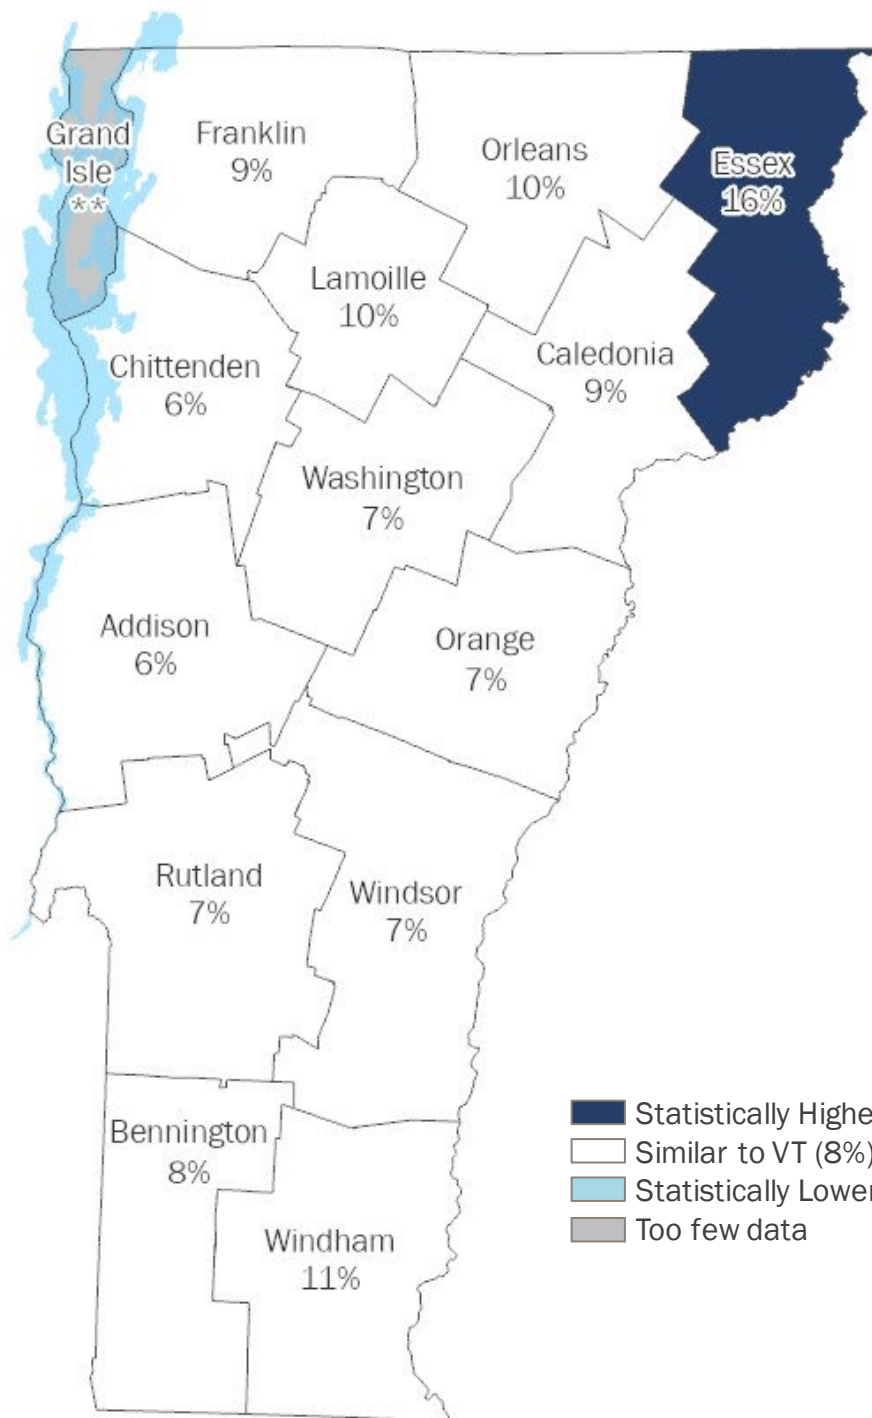 Grand
Isle
**
Franklin
9%
Orleans
10%
Essex
16%
Lamoille
10%
Chittenden
6%
Caledonia
9%
Washington
7%
Addison
6%
Orange
7%
Rutland
7%
Windsor
7%
Bennington
8%
Windham
11%
Statistically Highe
Similar to VT (8%)
Statistically Lower
Too few data